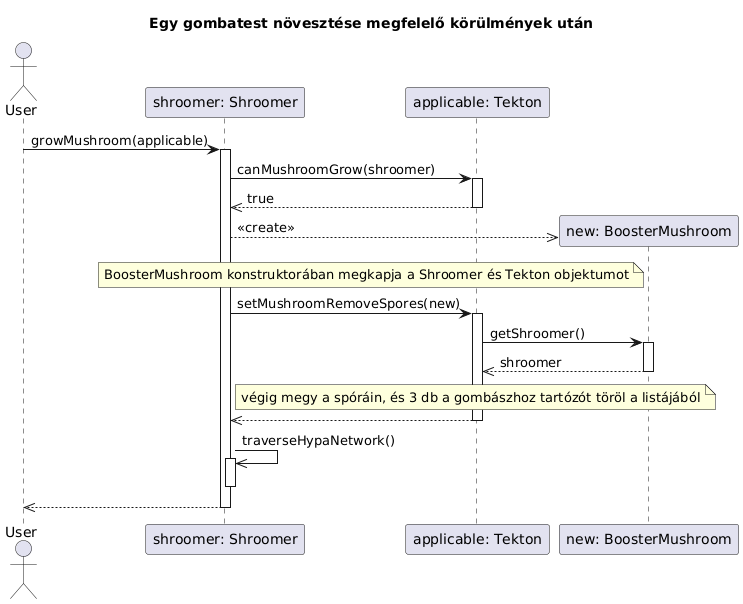 Egy gombatest növesztése megfelelő körülmények után
User
shroomer: Shroomer
applicable: Tekton
growMushroom(applicable)
canMushroomGrow(shroomer)
true
«create»
new: BoosterMushroom
BoosterMushroom konstruktorában megkapja a Shroomer és Tekton objektumot
setMushroomRemoveSpores(new)
getShroomer()
shroomer
végig megy a spóráin, és 3 db a gombászhoz tartózót töröl a listájából
traverseHypaNetwork()
User
shroomer: Shroomer
applicable: Tekton
new: BoosterMushroom